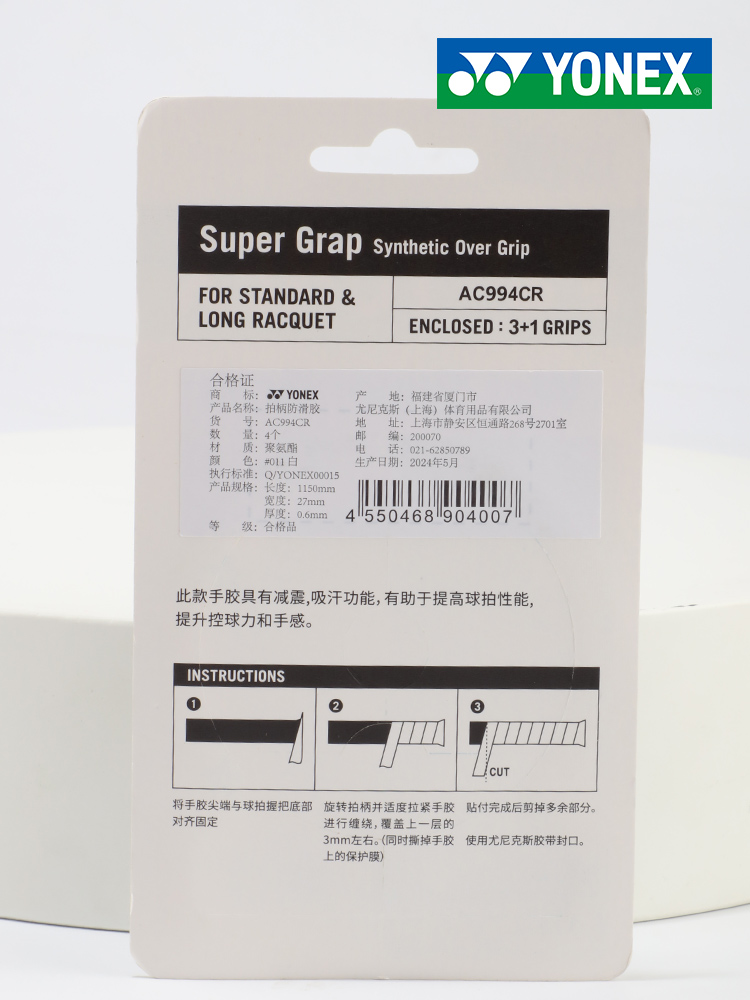 YONEX®
Super Grap Synthetic Over Grip
FOR STANDARD &
LONG RACQUET
AC994CR
ENCLOSED : 3+1 GRIPS
合格证
商 标: YONEX
产品名称: 拍柄防滑胶
货 号: AC994CR
数 量: 4个
材 质: 聚氨酯
颜 色: #011 白
执行标准: Q/YONEX00015
产品规格: 长度: 1150mm
宽度: 27mm
厚度: 0.6mm
等 级: 合格品
产 地: 福建省厦门市
尤尼克斯（上海）体育用品有限公司
地 址: 上海市静安区恒通路268号2701室
邮 编: 200070
电 话: 021-62850789
生产日期: 2024年5月
4 550468 904007
此款手胶具有减震,吸汗功能，有助于提高球拍性能,
提升控球力和手感。
INSTRUCTIONS
1
2
3
CUT
将手胶尖端与球拍握把底部
对齐固定
旋转拍柄并适度拉紧手胶
进行缠绕，覆盖上一层的
3mm左右。（同时撕掉手胶
上的保护膜）
贴付完成后剪掉多余部分。
使用尤尼克斯胶带封口。